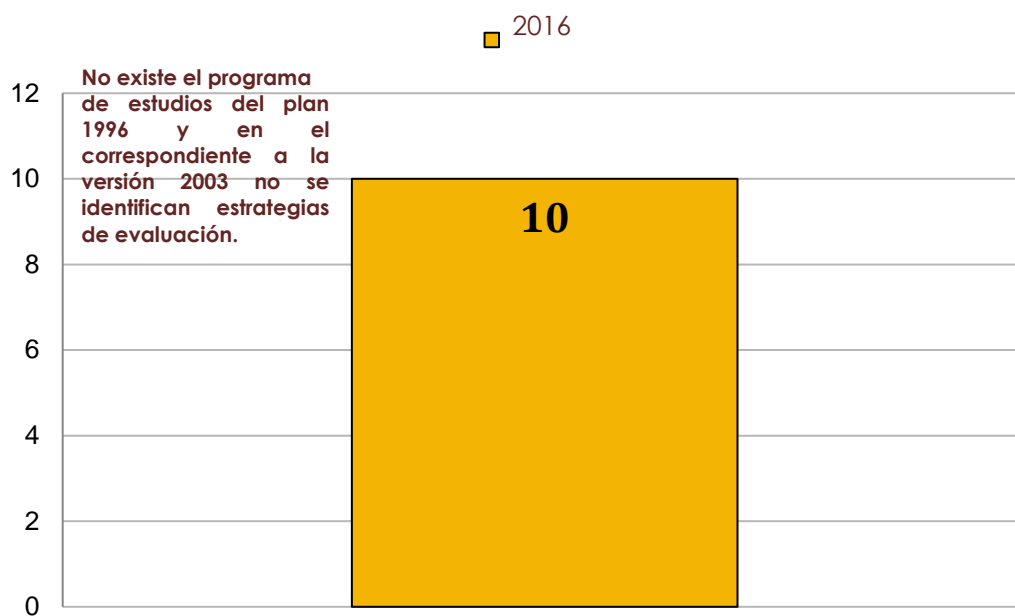 2016
No existe el programa
de estudios del plan
1996 y en el
correspondiente a la
versión 2003 no se
identifican estrategias
de evaluación.
12
10
8
6
4
2
0
10